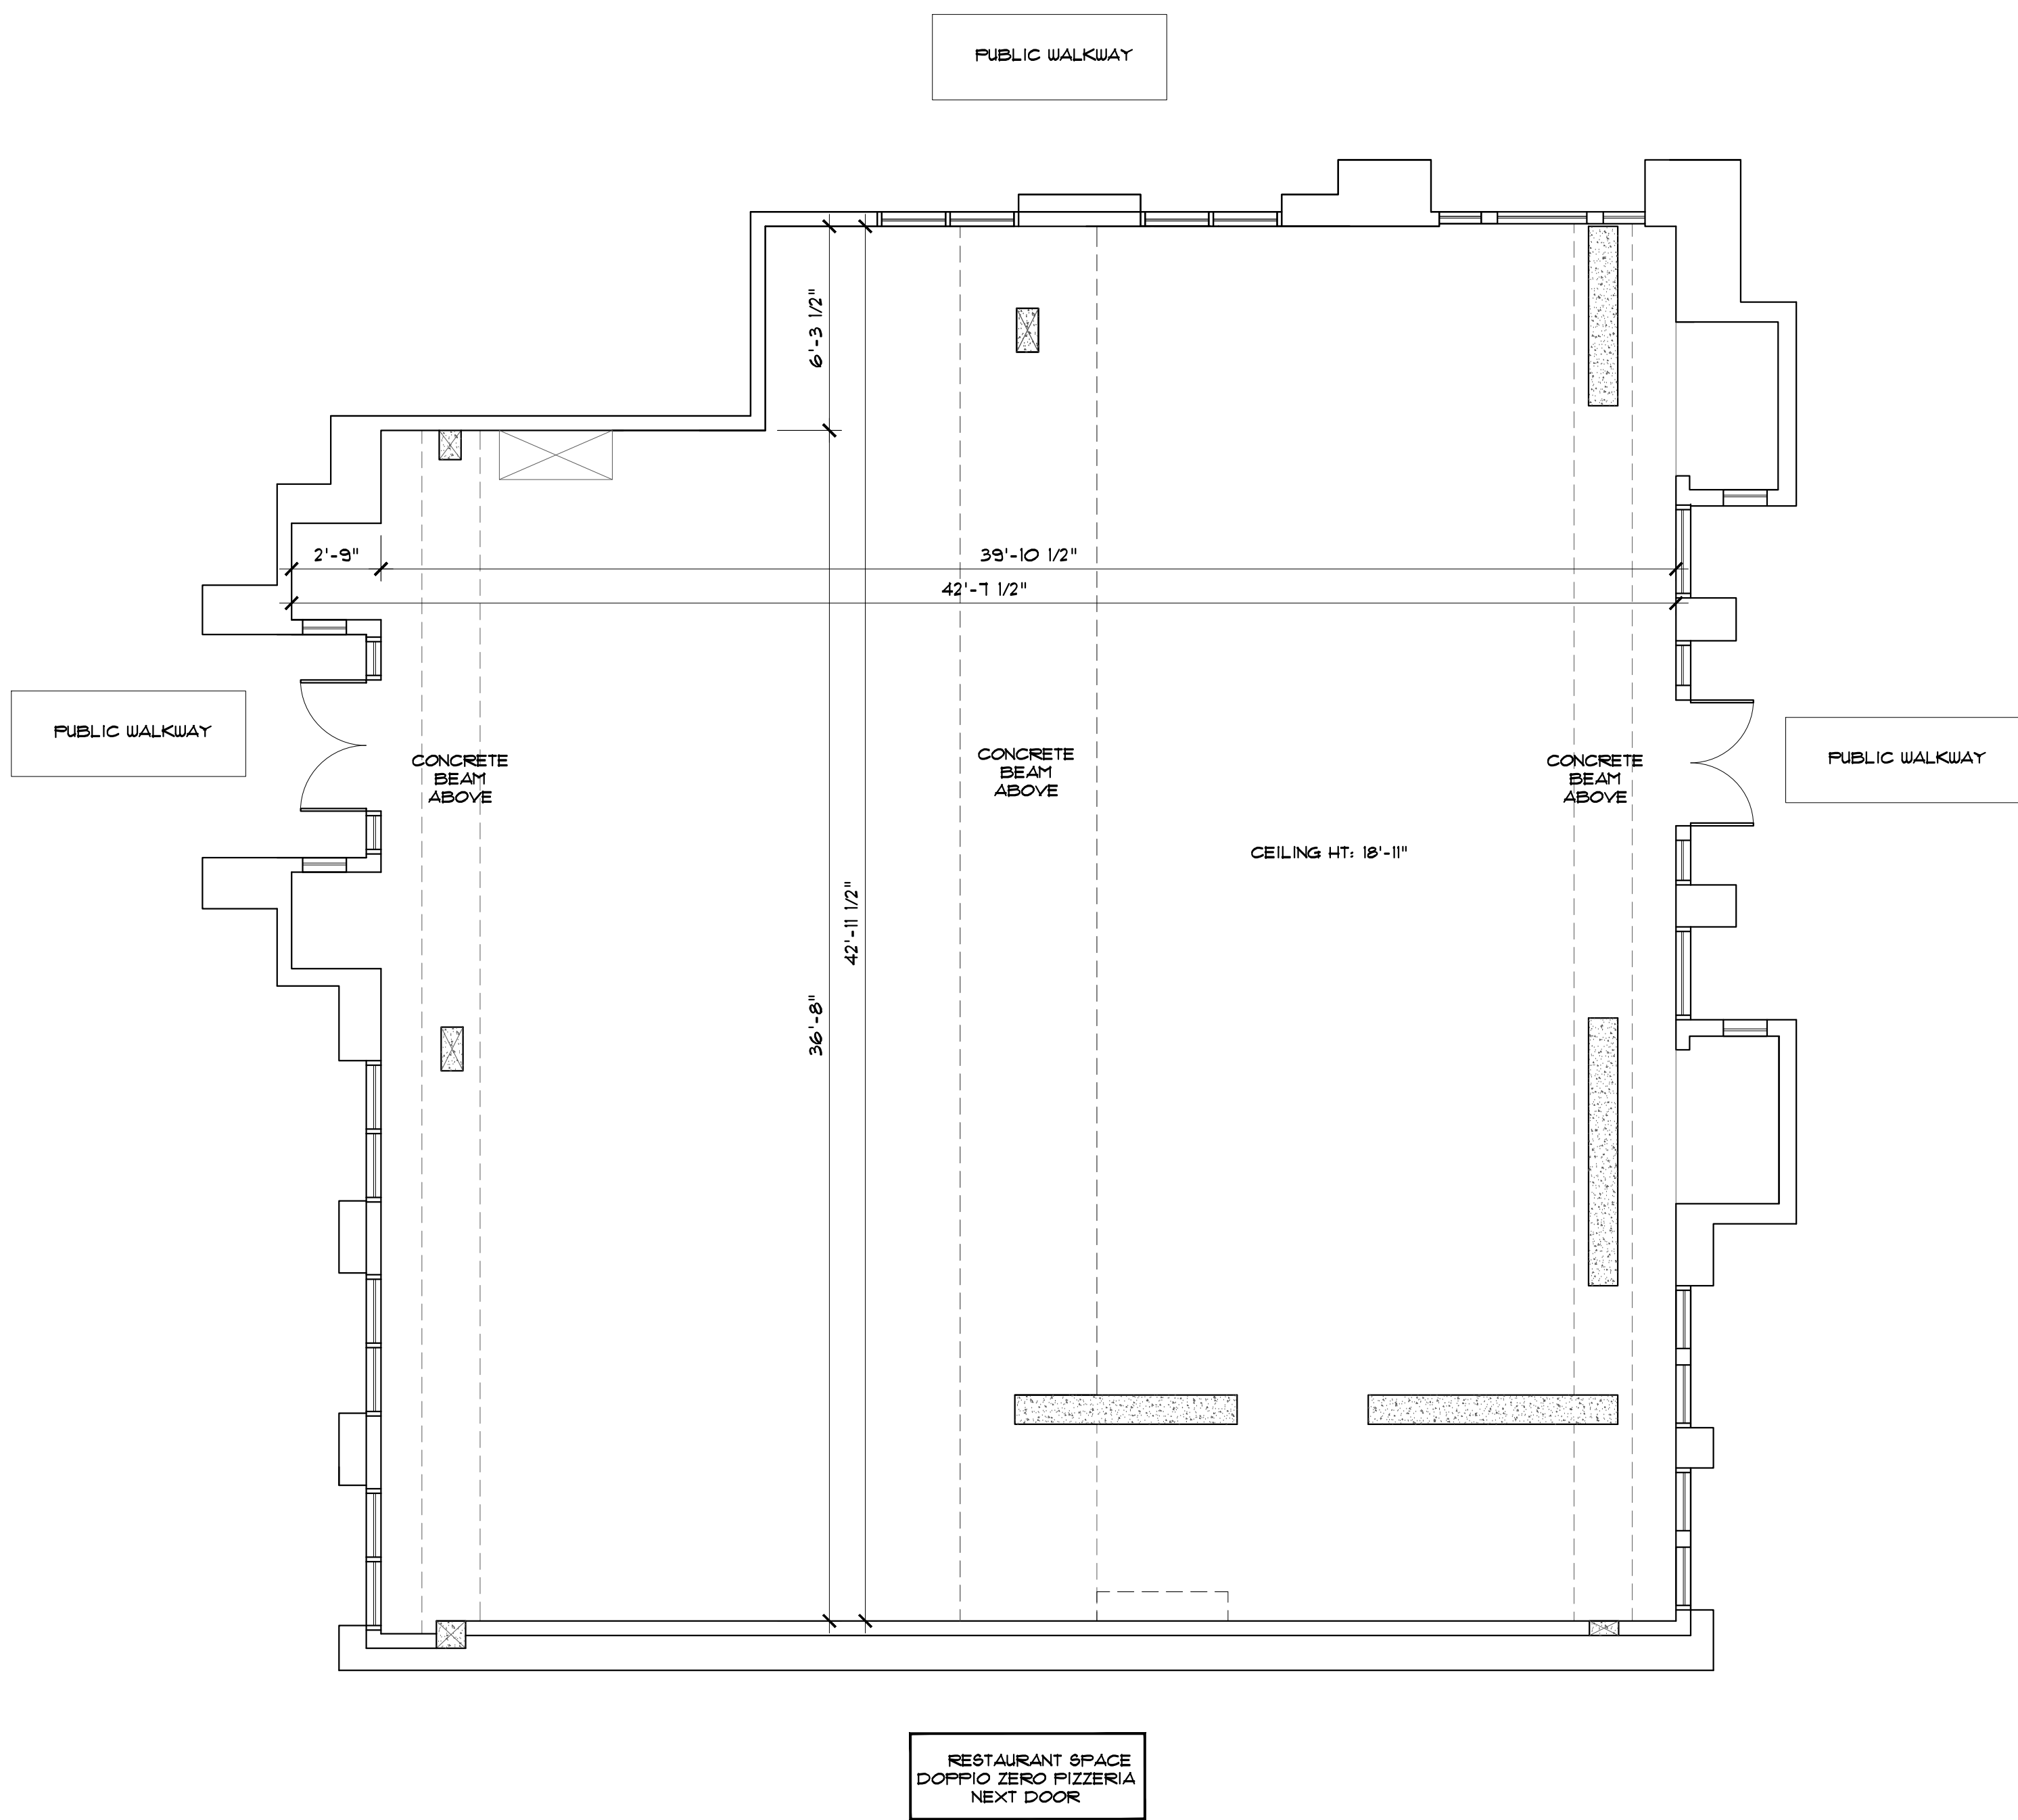 PUBLIC WALKWAY
6'-3 1/2"
2'-9"
39'-10 1/2"
42'-7 1/2"
PUBLIC WALKWAY
CONCRETE
BEAM
ABOVE
CONCRETE
BEAM
ABOVE
CONCRETE
BEAM
ABOVE
PUBLIC WALKWAY
CEILING HT: 18'-11"
42'-11 1/2"
36'-8"
RESTAURANT SPACE
DOPPIO ZERO PIZZERIA
NEXT DOOR